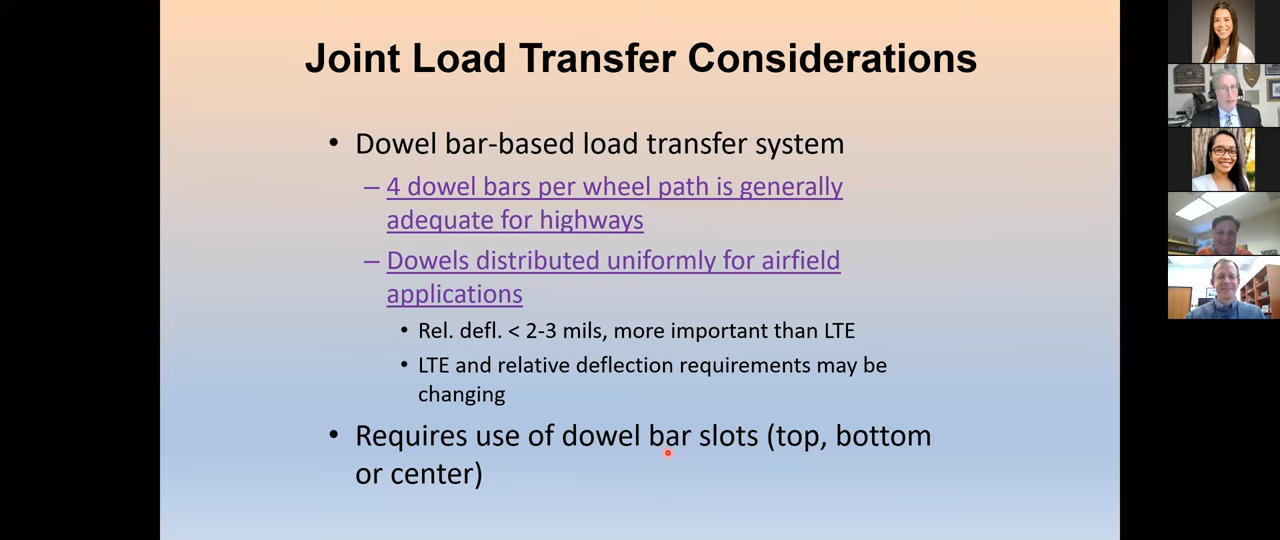 Joint Load Transfer Considerations
• Dowel bar-based load transfer system
– 4 dowel bars per wheel path is generally
adequate for highways
– Dowels distributed uniformly for airfield
applications
• Rel. defl. < 2-3 mils, more important than LTE
• LTE and relative deflection requirements may be
changing
• Requires use of dowel bar slots (top, bottom
or center)